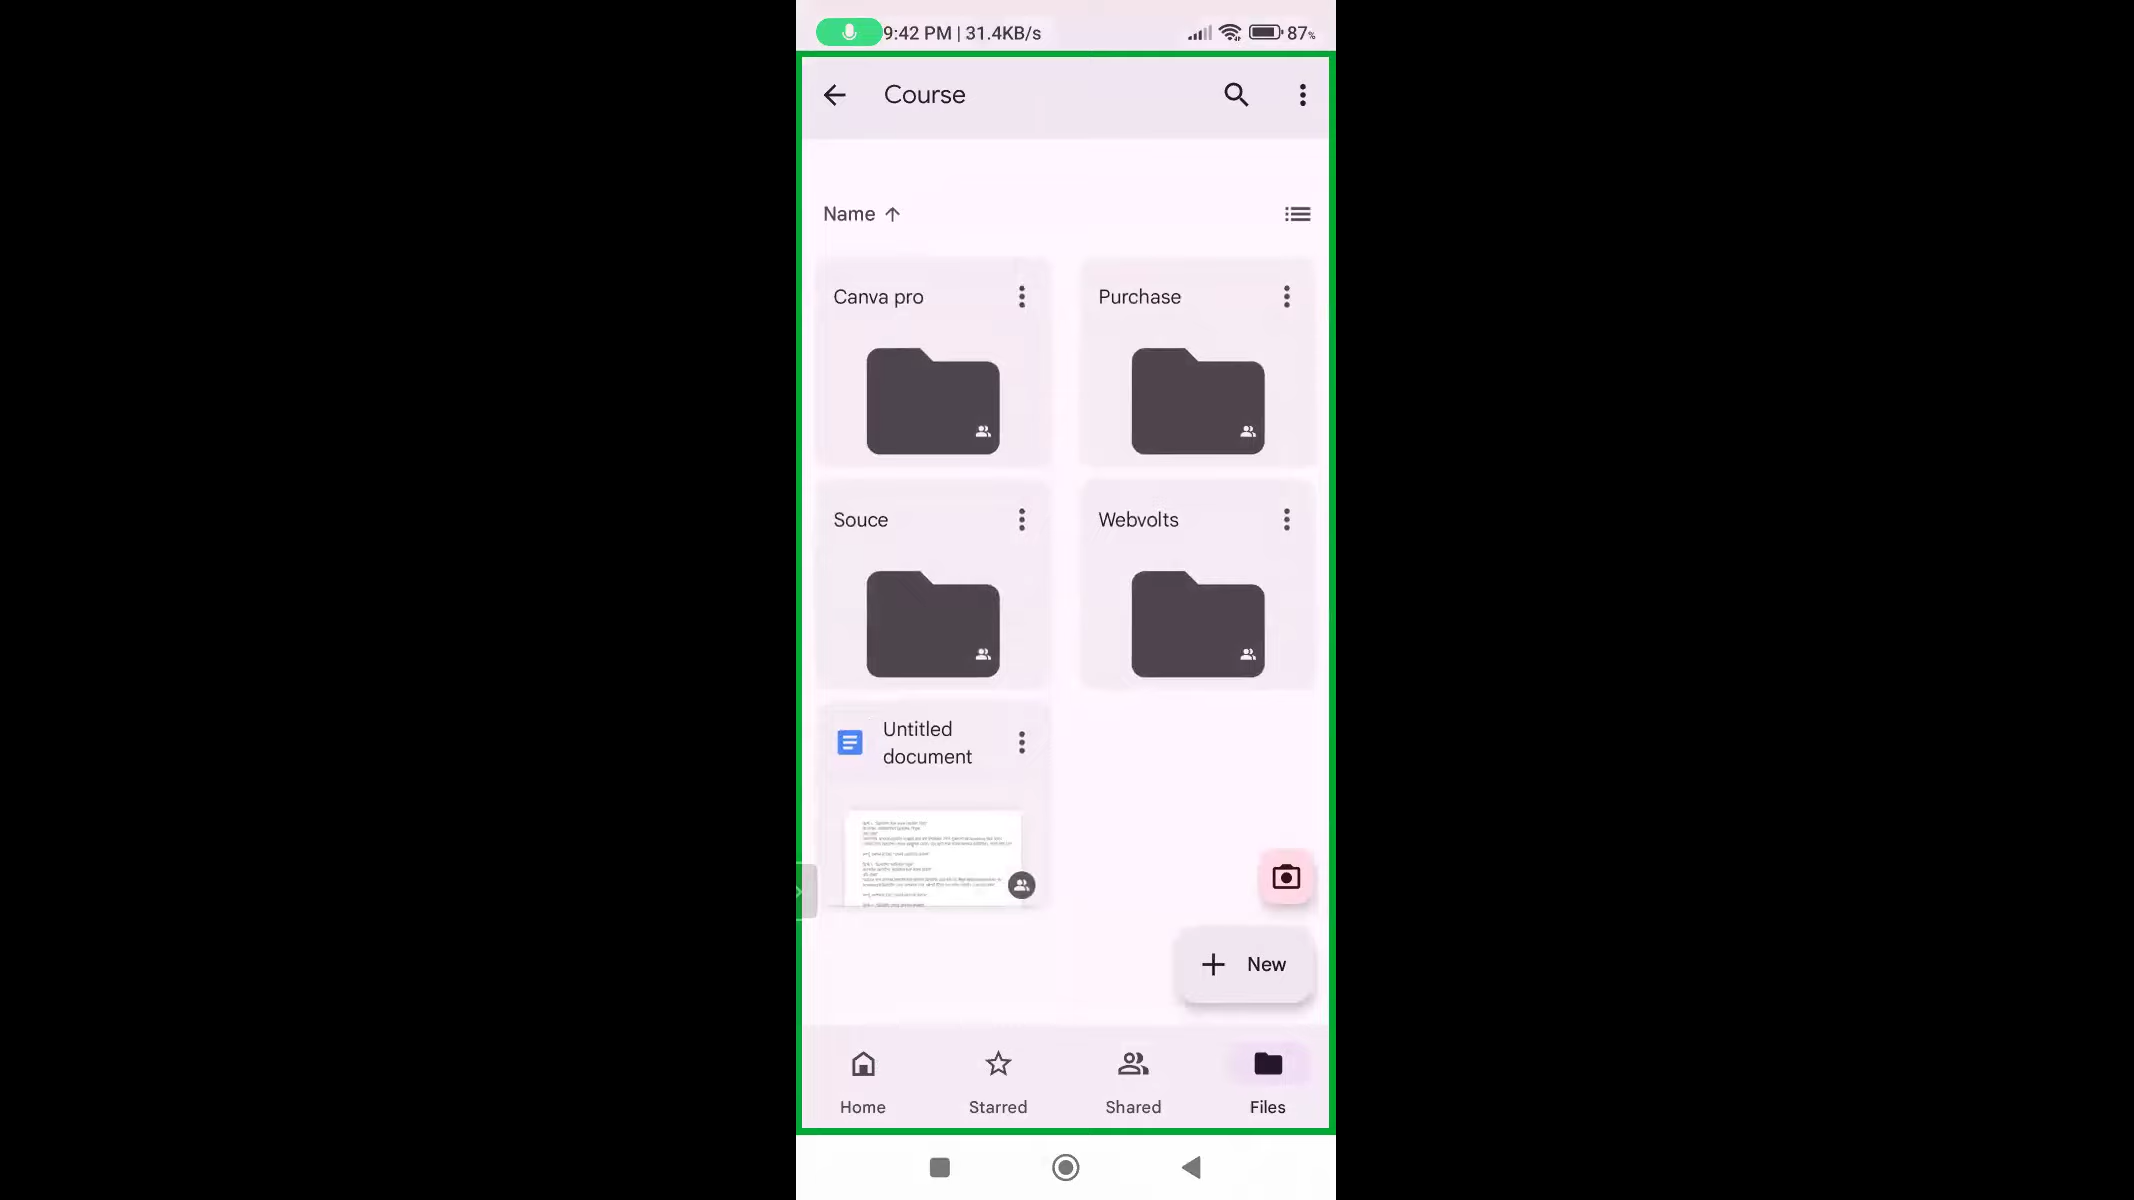 9:42 PM | 31.4KB/s
87%
Course
Name
Canva pro
Purchase
Souce
Webvolts
Untitled
document
New
Home
Starred
Shared
Files